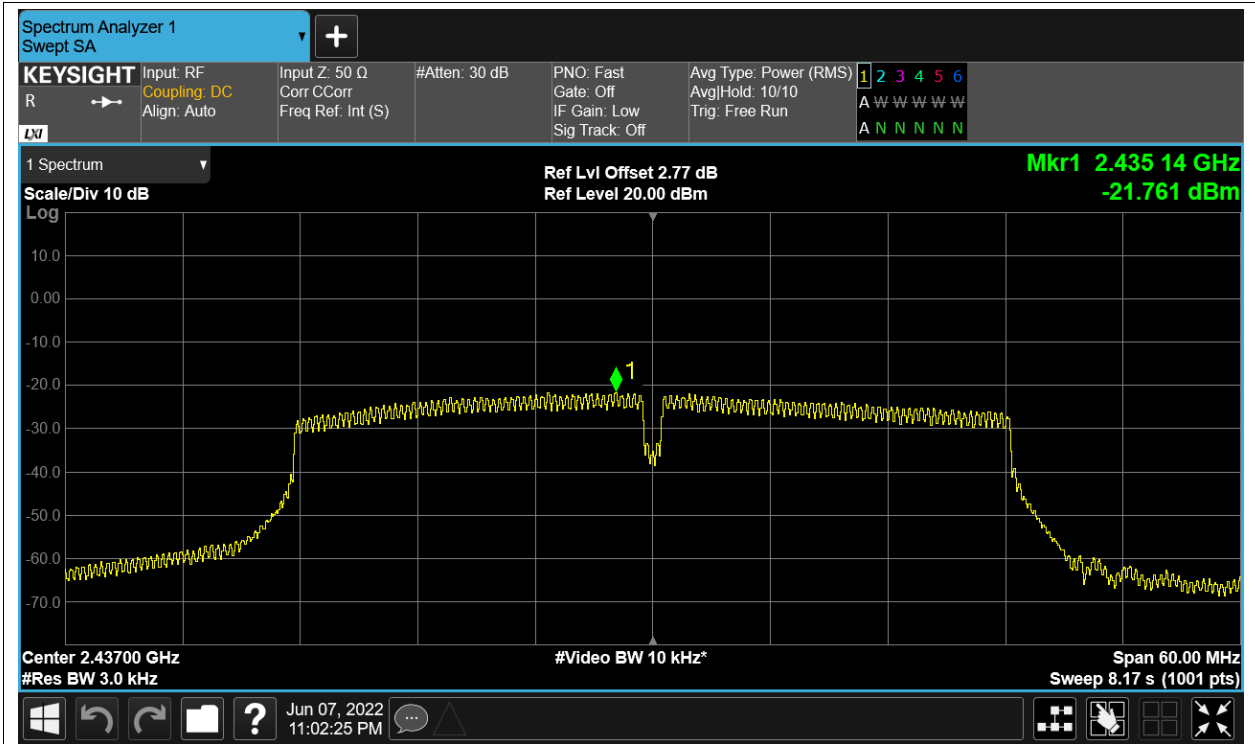 Spectrum Analyzer 1
Swept SA
+
KEYSIGHT
R
LXI
Input: RF
Coupling: DC
Align: Auto
Input Z: 50 Ω
Corr CCorr
Freq Ref: Int (S)
#Atten: 30 dB
PNO: Fast
Gate: Off
IF Gain: Low
Sig Track: Off
Avg Type: Power (RMS)
Avg|Hold: 10/10
Trig: Free Run
1 2 3 4 5 6
A W W W W W
A N N N N N
1 Spectrum
Scale/Div 10 dB
Log
Ref Lvl Offset 2.77 dB
Ref Level 20.00 dBm
Mkr1 2.435 14 GHz
-21.761 dBm
10.0
0.00
-10.0
-20.0
-30.0
-40.0
-50.0
-60.0
-70.0
1
Center 2.43700 GHz
#Res BW 3.0 kHz
#Video BW 10 kHz*
Span 60.00 MHz
Sweep 8.17 s (1001 pts)
?
Jun 07, 2022
11:02:25 PM